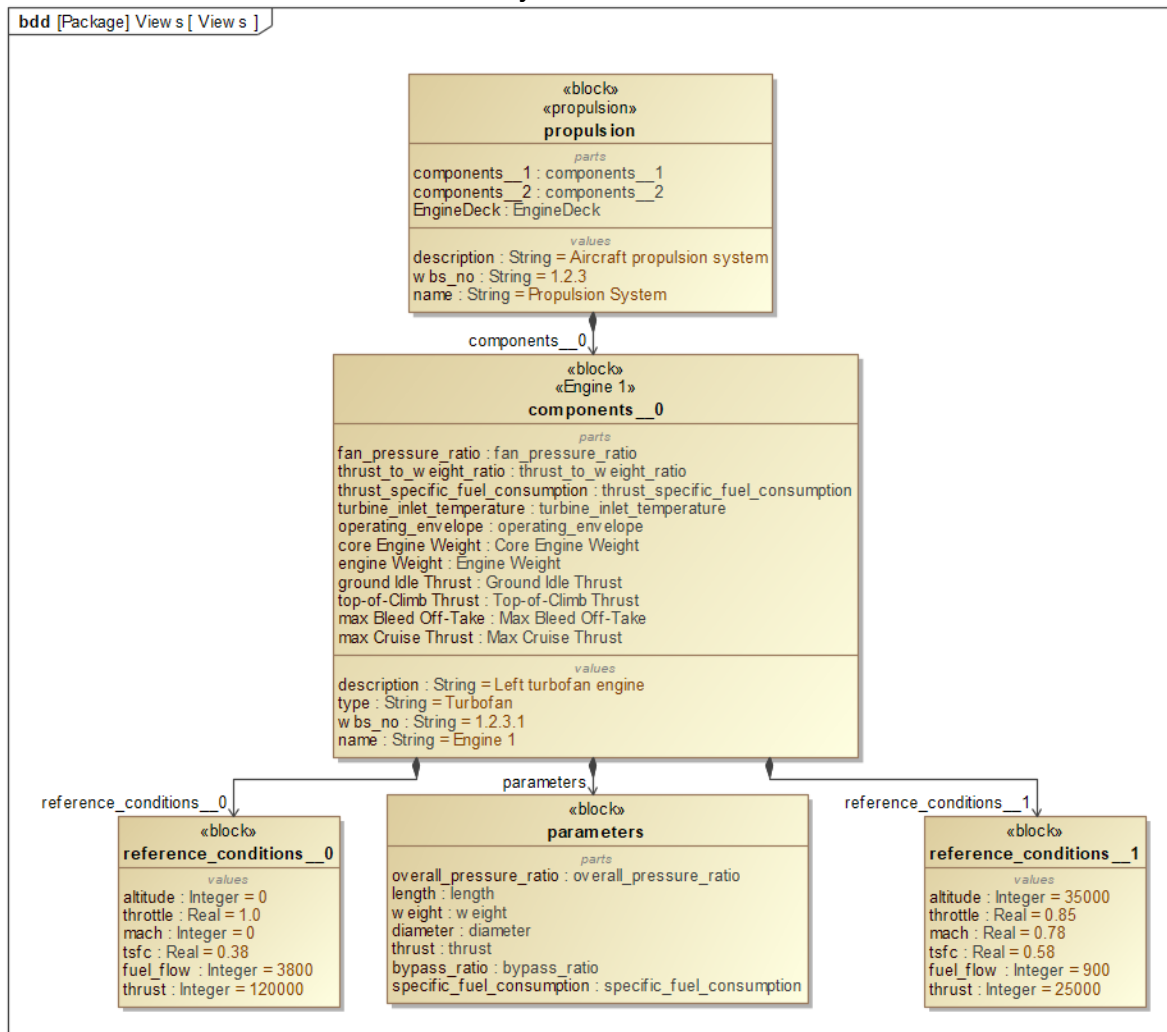 bdd [Package] Views [ Views ]
«block»
«propulsion»
propulsion
parts
components__1 : components__1
components__2 : components__2
EngineDeck : EngineDeck
values
description : String = Aircraft propulsion system
wbs_no : String = 1.2.3
name : String = Propulsion System
components__0
«block»
«Engine 1»
components__0
parts
fan_pressure_ratio : fan_pressure_ratio
thrust_to_weight_ratio : thrust_to_weight_ratio
thrust_specific_fuel_consumption : thrust_specific_fuel_consumption
turbine_inlet_temperature : turbine_inlet_temperature
operating_envelope : operating_envelope
core Engine Weight : Core Engine Weight
engine Weight : Engine Weight
ground Idle Thrust : Ground Idle Thrust
top-of-Climb Thrust : Top-of-Climb Thrust
max Bleed Off-Take : Max Bleed Off-Take
max Cruise Thrust : Max Cruise Thrust
values
description : String = Left turbofan engine
type : String = Turbofan
wbs_no : String = 1.2.3.1
name : String = Engine 1
reference_conditions__0
«block»
reference_conditions__0
values
altitude : Integer = 0
throttle : Real = 1.0
mach : Integer = 0
tsfc : Real = 0.38
fuel_flow : Integer = 3800
thrust : Integer = 120000
parameters
«block»
parameters
parts
overall_pressure_ratio : overall_pressure_ratio
length : length
weight : weight
diameter : diameter
thrust : thrust
bypass_ratio : bypass_ratio
specific_fuel_consumption : specific_fuel_consumption
reference_conditions__1
«block»
reference_conditions__1
values
altitude : Integer = 35000
throttle : Real = 0.85
mach : Real = 0.78
tsfc : Real = 0.58
fuel_flow : Integer = 900
thrust : Integer = 25000